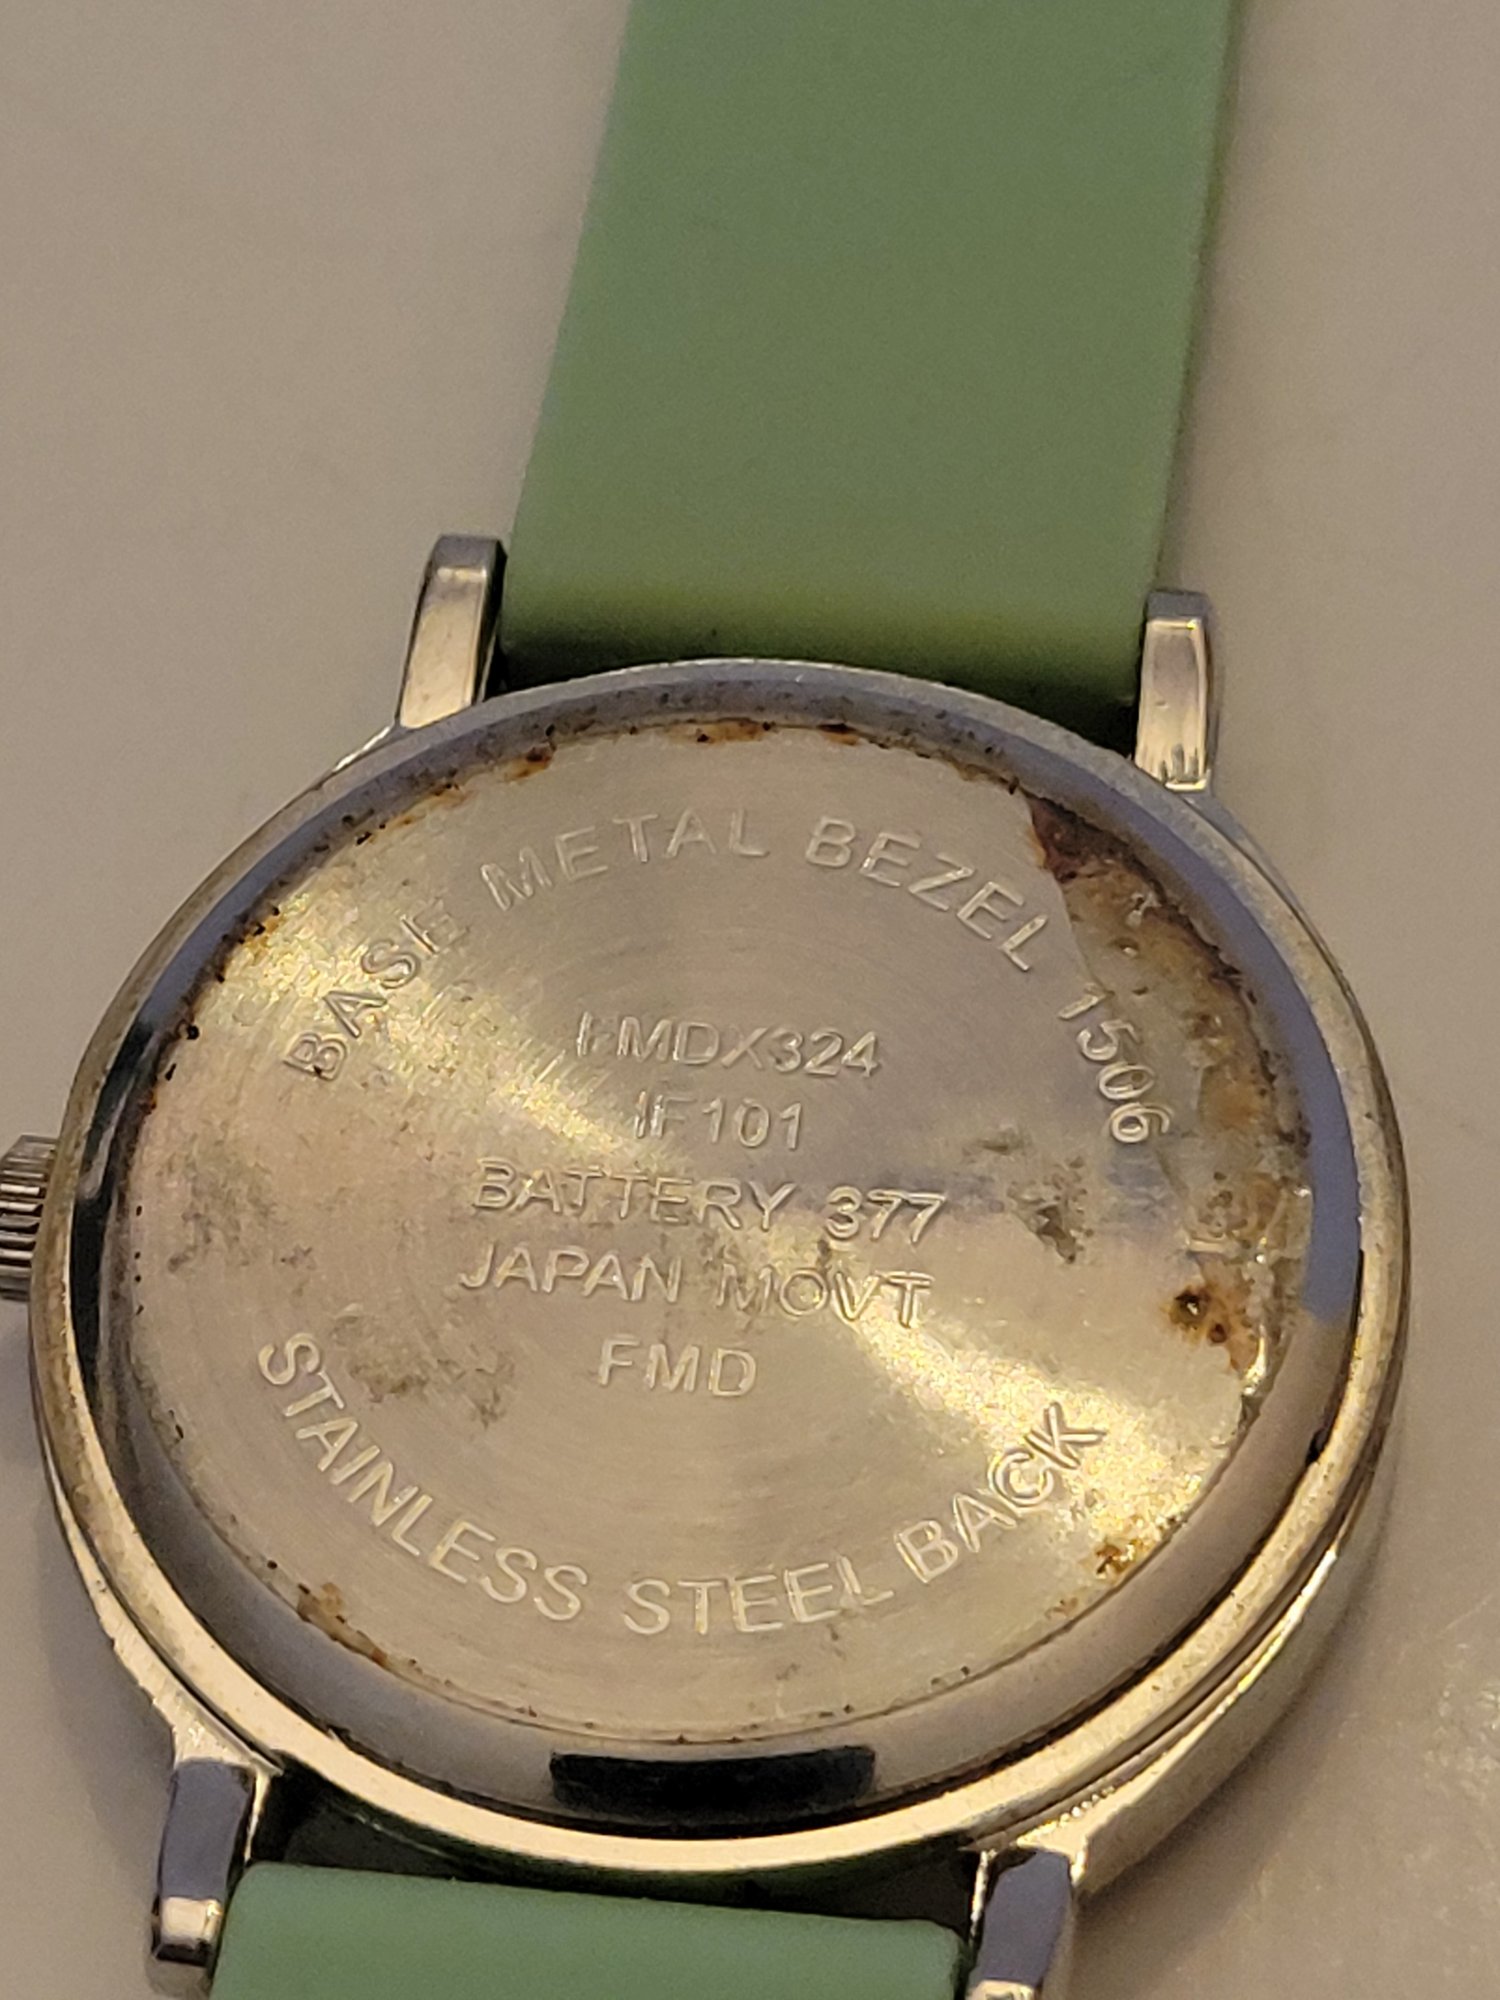 BASE METAL BEZEL 1506
FMDX324
IF101
BATTERY 377
JAPAN MOVT
FMD
STAINLESS STEEL BACK